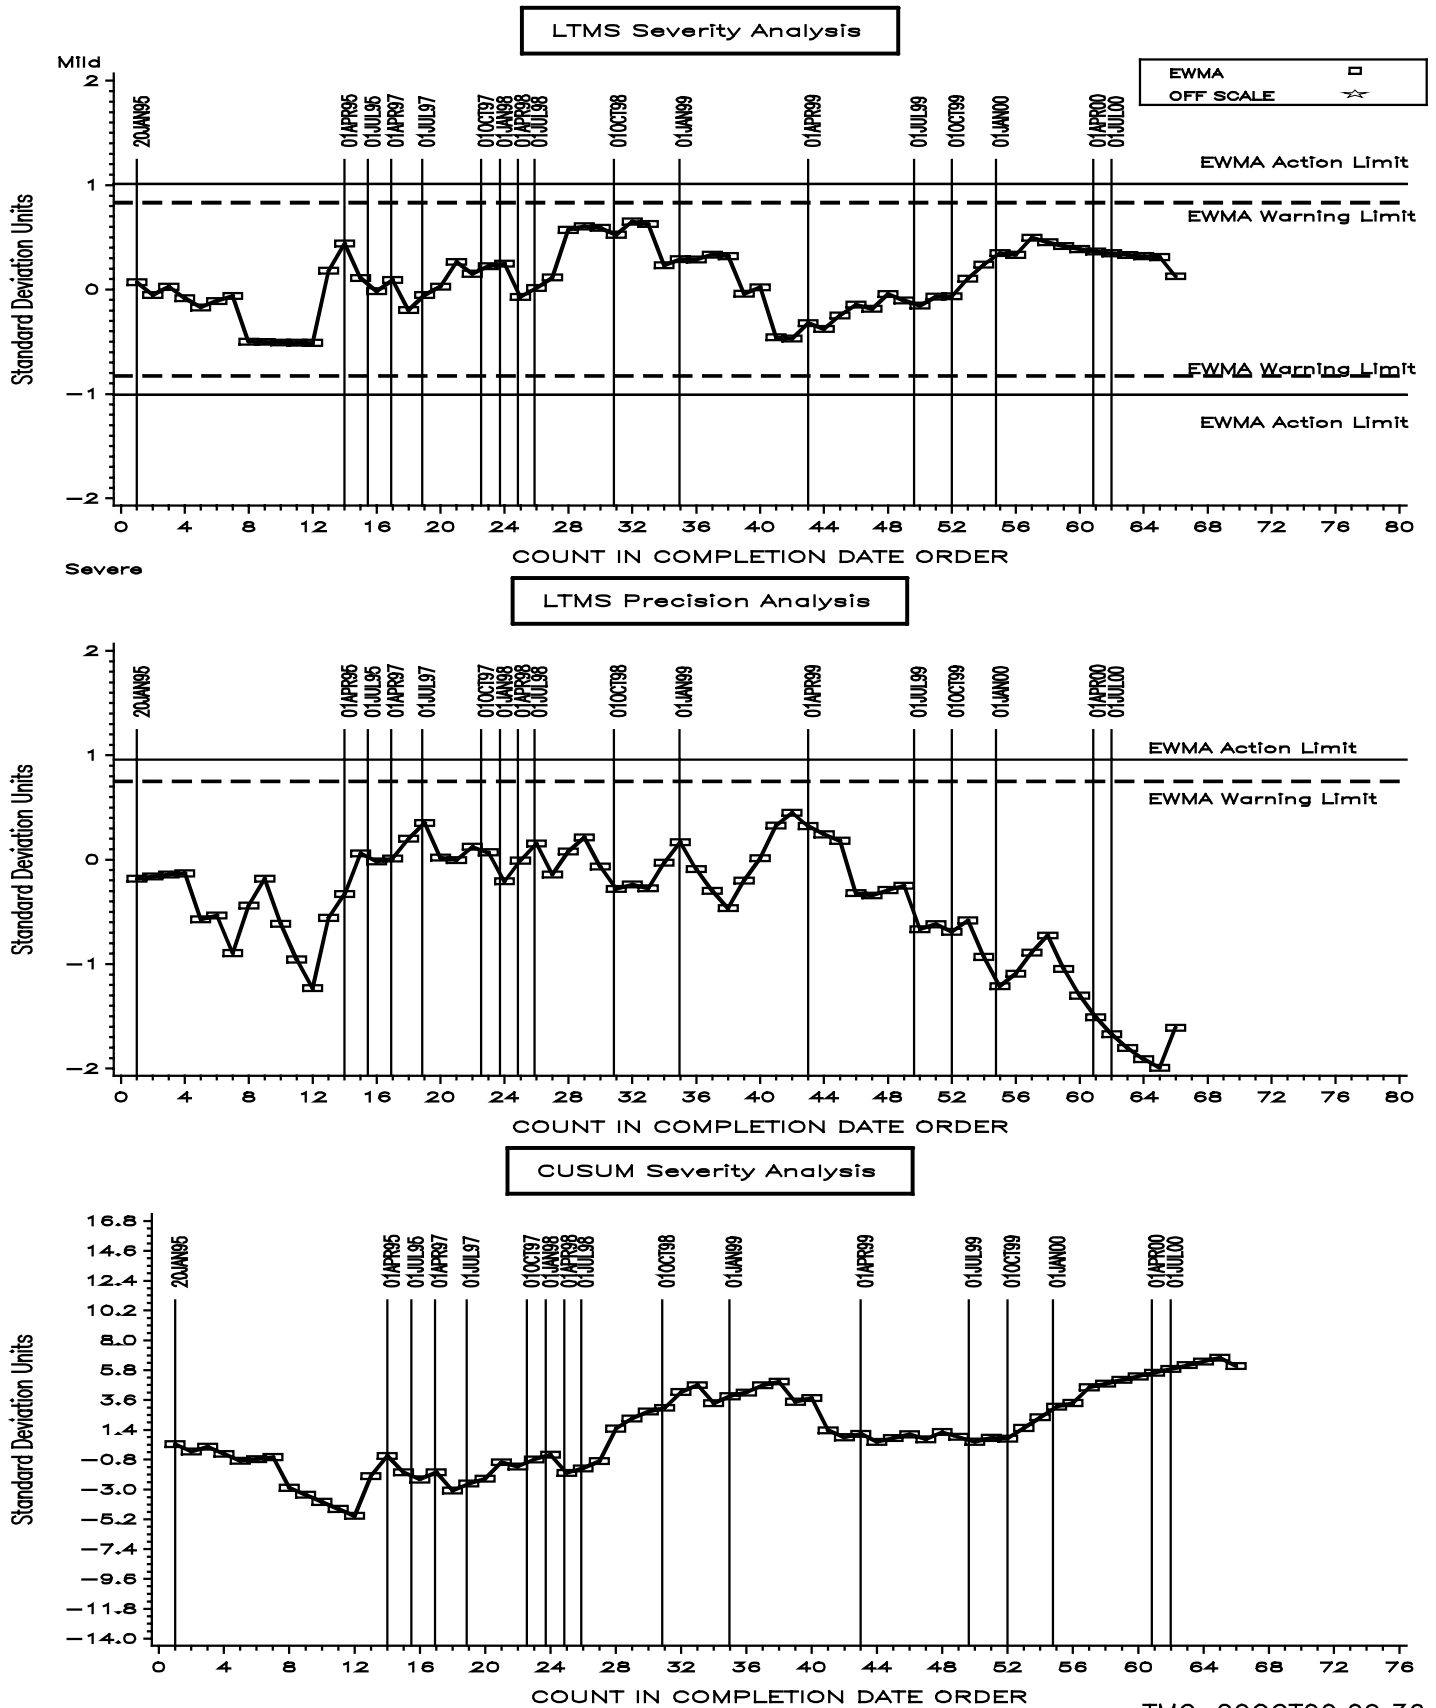 LTMS Severity Analysis
Mild
EWMA
OFF SCALE
2
1
0
−1
−2
Standard Deviation Units
20JAN95
01APR95
01JUL95
01APR97
01JUL97
01OCT97
01JAN98
01APR98
01JUL98
01OCT98
01JAN99
01APR99
01JUL99
01OCT99
01JAN00
01APR00
01JUL00
EWMA Action Limit
EWMA Warning Limit
EWMA Warning Limit
EWMA Action Limit
0 4 8 12 16 20 24 28 32 36 40 44 48 52 56 60 64 68 72 76 80
COUNT IN COMPLETION DATE ORDER
Severe
LTMS Precision Analysis
2
1
0
−1
−2
Standard Deviation Units
20JAN95
01APR95
01JUL95
01APR97
01JUL97
01OCT97
01JAN98
01APR98
01JUL98
01OCT98
01JAN99
01APR99
01JUL99
01OCT99
01JAN00
01APR00
01JUL00
EWMA Action Limit
EWMA Warning Limit
0 4 8 12 16 20 24 28 32 36 40 44 48 52 56 60 64 68 72 76 80
COUNT IN COMPLETION DATE ORDER
CUSUM Severity Analysis
16.8
14.6
12.4
10.2
8.0
5.8
3.6
1.4
−0.8
−3.0
−5.2
−7.4
−9.6
−11.8
−14.0
Standard Deviation Units
20JAN95
01APR95
01JUL95
01APR97
01JUL97
01OCT97
01JAN98
01APR98
01JUL98
01OCT98
01JAN99
01APR99
01JUL99
01OCT99
01JAN00
01APR00
01JUL00
0 4 8 12 16 20 24 28 32 36 40 44 48 52 56 60 64 68 72 76
COUNT IN COMPLETION DATE ORDER